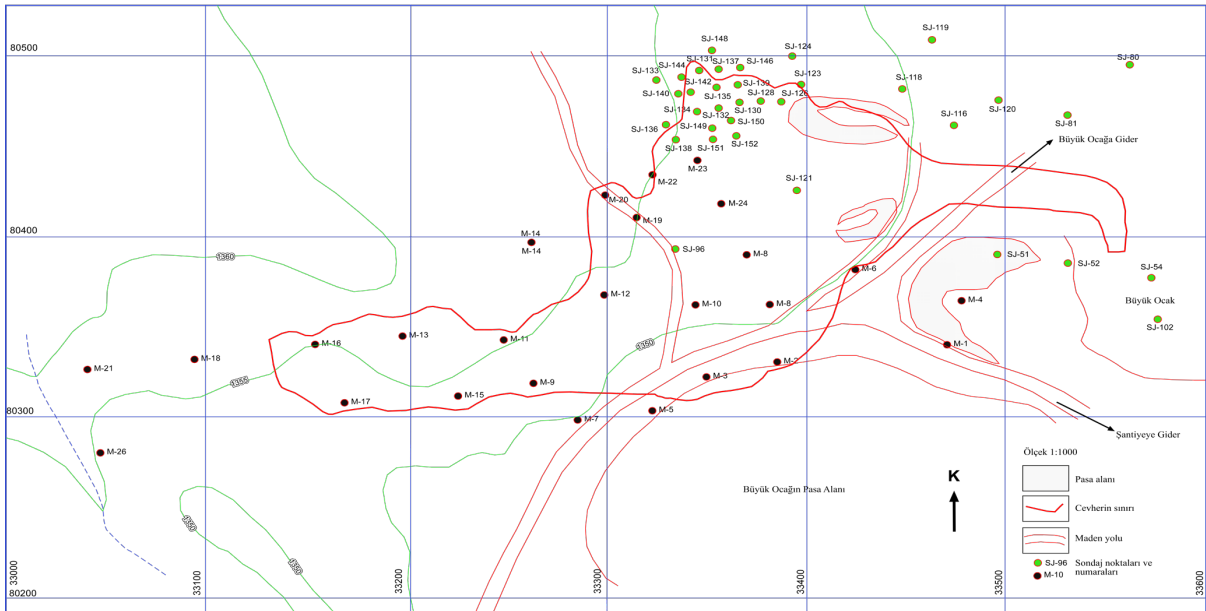 SJ-119
SJ-148
SJ-124
80500
SJ-80
SJ-131
SJ-137
SJ-146
SJ-144
SJ-133
SJ-123
SJ-118
SJ-142
SJ-139
SJ-140
SJ-135
SJ-128
SJ-126
SJ-120
SJ-134
SJ-130
SJ-132
SJ-116
SJ-81
SJ-136
SJ-149
SJ-150
SJ-138
SJ-151
SJ-152
Büyük Ocağa Gider
M-23
M-22
SJ-121
M-20
M-24
M-19
80400
M-14
M-14
SJ-96
M-8
SJ-51
1360
SJ-52
M-6
SJ-54
M-12
M-10
M-8
M-4
Büyük Ocak
SJ-102
M-13
M-16
M-11
1350
M-1
M-18
M-21
M-2
M-3
1355
M-9
M-15
M-17
80300
M-5
M-7
Şantiyeye Gider
M-26
Ölçek 1:1000
K
Pasa alanı
Büyük Ocağın Pasa Alanı
Cevherin sınırı
1350
Maden yolu
SJ-96 Sondaj noktaları ve
numaraları
M-10
1350
33000
33100
33200
33300
33400
33500
33600
80200